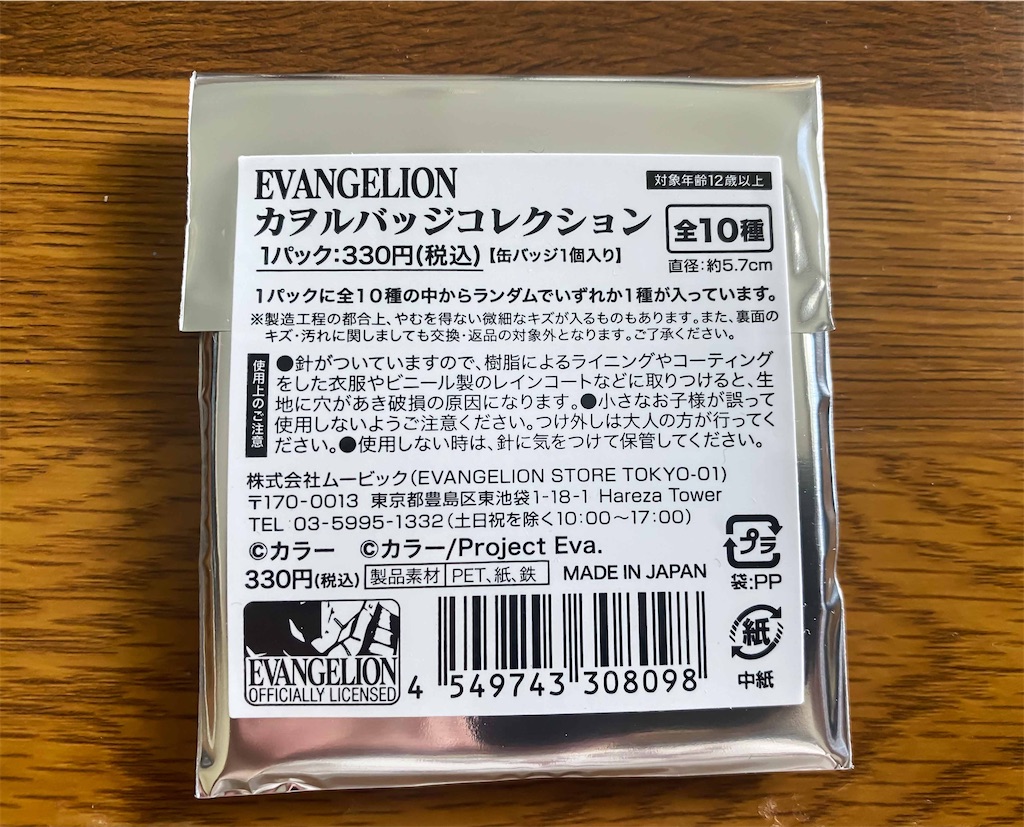 EVANGELION
対象年齢12歳以上
カヲルバッジコレクション
全10種
1パック:330円(税込)【缶バッジ1個入り】
直径:約5.7cm
1パックに全10種の中からランダムでいずれか1種が入っています。
※製造工程の都合上、やむを得ない微細なキズが入るものもあります。また、裏面の
キズ・汚れに関しましても交換・返品の対象外となります。ご了承ください。
使用上のご注意
●針がついていますので、樹脂によるライニングやコーティング
をした衣服やビニール製のレインコートなどに取りつけると、生
地に穴があき破損の原因になります。●小さなお子様が誤って
使用しないようご注意ください。つけ外しは大人の方が行ってく
ださい。●使用しない時は、針に気をつけて保管してください。
株式会社ムービック(EVANGELION STORE TOKYO-01)
〒170-0013 東京都豊島区東池袋1-18-1 Hareza Tower
TEL 03-5995-1332(土日祝を除く10:00〜17:00)
©カラー ©カラー/Project Eva.
330円(税込) 製品素材 PET、紙、鉄 MADE IN JAPAN
プラ
袋:PP
紙
中紙
EVANGELION
OFFICIALLY LICENSED
4 549743 308098